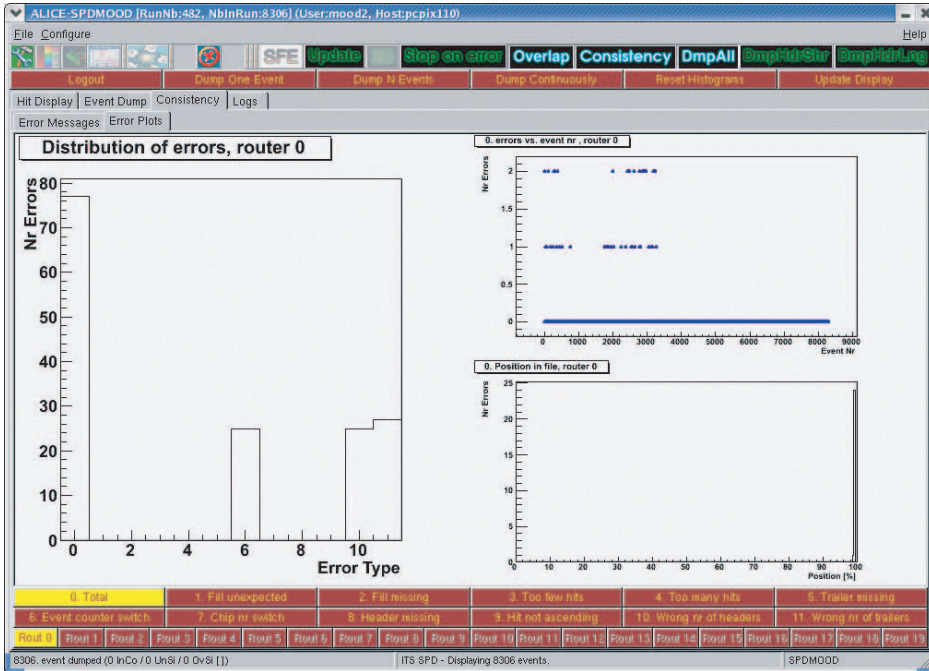 ALICE-SPDMOOD [RunNb:482, NbInRun:8306] (User:mood2, Host:pcpix110)
File Configure Help
SFE Update Stop on error Overlap Consistency DmpAll DmpHdrShr DmpHdrLng
Logout Dump One Event Dump N Events Dump Continuously Reset Histograms Update Display
Hit Display Event Dump Consistency Logs
Error Messages Error Plots
Distribution of errors, router 0
Nr Errors
80
70
60
50
40
30
20
10
0
0 2 4 6 8 10
Error Type
0. errors vs. event nr , router 0
Nr Errors
2
1.5
1
0.5
0
0 1000 2000 3000 4000 5000 6000 7000 8000 9000
Event Nr
0. Position in file, router 0
Nr Errors
25
20
15
10
5
0
0 10 20 30 40 50 60 70 80 90 100
Position [%]
0. Total 1. Fill unexpected 2. Fill missing 3. Too few hits 4. Too many hits 5. Trailer missing
6. Event counter switch 7. Chip nr switch 8. Header missing 9. Hit not ascending 10. Wrong nr of headers 11. Wrong nr of trailers
Rout 0 Rout 1 Rout 2 Rout 3 Rout 4 Rout 5 Rout 6 Rout 7 Rout 8 Rout 9 Rout 10 Rout 11 Rout 12 Rout 13 Rout 14 Rout 15 Rout 16 Rout 17 Rout 18 Rout 19
8306. event dumped (0 InCo / 0 UnSi / 0 OvSi [ ]) ITS SPD - Displaying 8306 events. SPDMOOD